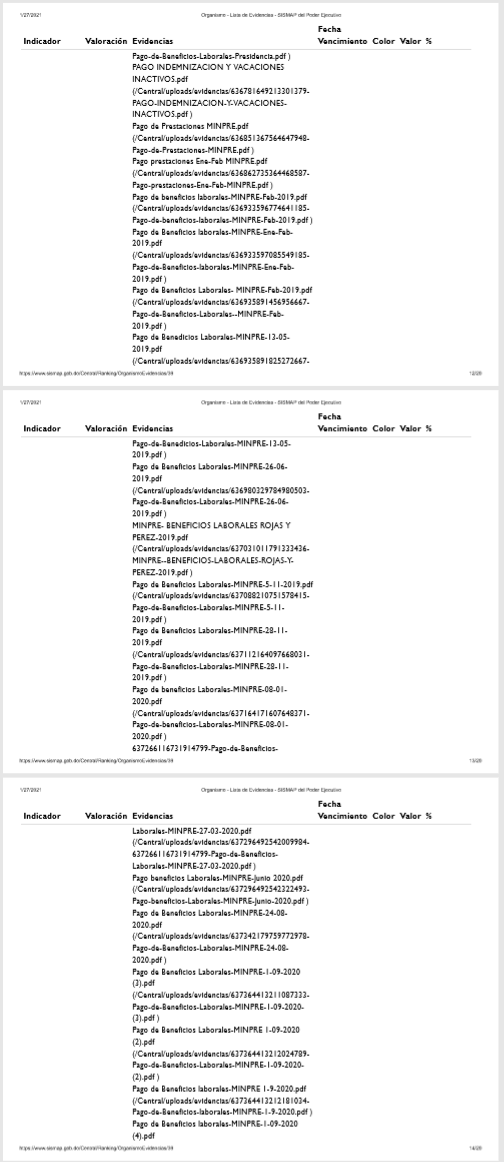 1/27/2021 Organismo - Lista de Evidencias - SISMAP del Poder Ejecutivo
Fecha
Indicador Valoración Evidencias Vencimiento Color Valor %
Pago-de-Beneficios-Laborales-Presidencia.pdf )
PAGO INDEMNIZACION Y VACACIONES
INACTIVOS.pdf
(/Central/uploads/evidencias/636781649213301379-
PAGO-INDEMNIZACION-Y-VACACIONES-
INACTIVOS.pdf )
Pago de Prestaciones MINPRE.pdf
(/Central/uploads/evidencias/636851367564647948-
Pago-de-Prestaciones-MINPRE.pdf )
Pago prestaciones Ene-Feb MINPRE.pdf
(/Central/uploads/evidencias/636862735364468587-
Pago-prestaciones-Ene-Feb-MINPRE.pdf )
Pago de beneficios laborales-MINPRE-Feb-2019.pdf
(/Central/uploads/evidencias/636933596774641185-
Pago-de-beneficios-laborales-MINPRE-Feb-2019.pdf )
Pago de Beneficios laborales-MINPRE-Ene-Feb-
2019.pdf
(/Central/uploads/evidencias/636933597085549185-
Pago-de-Beneficios-laborales-MINPRE-Ene-Feb-
2019.pdf )
Pago de Beneficios Laborales- MINPRE-Feb-2019.pdf
(/Central/uploads/evidencias/636935891456956667-
Pago-de-Beneficios-Laborales--MINPRE-Feb-
2019.pdf )
Pago de Benedicios Laborales-MINPRE-13-05-
2019.pdf
(/Central/uploads/evidencias/636935891825272667-
https://www.sismap.gob.do/Central/Ranking/OrganismoEvidencias/39 12/20
1/27/2021 Organismo - Lista de Evidencias - SISMAP del Poder Ejecutivo
Fecha
Indicador Valoración Evidencias Vencimiento Color Valor %
Pago-de-Benedicios-Laborales-MINPRE-13-05-
2019.pdf )
Pago de Beneficios Laborales-MINPRE-26-06-
2019.pdf
(/Central/uploads/evidencias/636980329784980503-
Pago-de-Beneficios-Laborales-MINPRE-26-06-
2019.pdf )
MINPRE- BENEFICIOS LABORALES ROJAS Y
PEREZ-2019.pdf
(/Central/uploads/evidencias/637031011791333436-
MINPRE--BENEFICIOS-LABORALES-ROJAS-Y-
PEREZ-2019.pdf )
Pago de Beneficios Laborales-MINPRE-5-11-2019.pdf
(/Central/uploads/evidencias/637088210751578415-
Pago-de-Beneficios-Laborales-MINPRE-5-11-
2019.pdf )
Pago de Beneficios Laborales-MINPRE-28-11-
2019.pdf
(/Central/uploads/evidencias/637112164097668031-
Pago-de-Beneficios-Laborales-MINPRE-28-11-
2019.pdf )
Pago de beneficios Laborales-MINPRE-08-01-
2020.pdf
(/Central/uploads/evidencias/637164171607648371-
Pago-de-beneficios-Laborales-MINPRE-08-01-
2020.pdf )
637266116731914799-Pago-de-Beneficios-
https://www.sismap.gob.do/Central/Ranking/OrganismoEvidencias/39 13/20
1/27/2021 Organismo - Lista de Evidencias - SISMAP del Poder Ejecutivo
Fecha
Indicador Valoración Evidencias Vencimiento Color Valor %
Laborales-MINPRE-27-03-2020.pdf
(/Central/uploads/evidencias/637296492542009984-
637266116731914799-Pago-de-Beneficios-
Laborales-MINPRE-27-03-2020.pdf )
Pago beneficios Laborales-MINPRE-Junio 2020.pdf
(/Central/uploads/evidencias/637296492542322493-
Pago-beneficios-Laborales-MINPRE-Junio-2020.pdf )
Pago de Beneficios Laborales-MINPRE-24-08-
2020.pdf
(/Central/uploads/evidencias/637342179759772978-
Pago-de-Beneficios-Laborales-MINPRE-24-08-
2020.pdf )
Pago de Beneficios Laborales-MINPRE-1-09-2020
(3).pdf
(/Central/uploads/evidencias/637364413211087333-
Pago-de-Beneficios-Laborales-MINPRE-1-09-2020-
(3).pdf )
Pago de Beneficios Laborales-MINPRE 1-09-2020
(2).pdf
(/Central/uploads/evidencias/637364413212024789-
Pago-de-Beneficios-Laborales-MINPRE-1-09-2020-
(2).pdf )
Pago de Beneficios laborales-MINPRE 1-9-2020.pdf
(/Central/uploads/evidencias/637364413212181034-
Pago-de-Beneficios-laborales-MINPRE-1-9-2020.pdf )
Pago de Beneficios laborales-MINPRE-1-09-2020
(4).pdf
https://www.sismap.gob.do/Central/Ranking/OrganismoEvidencias/39 14/20